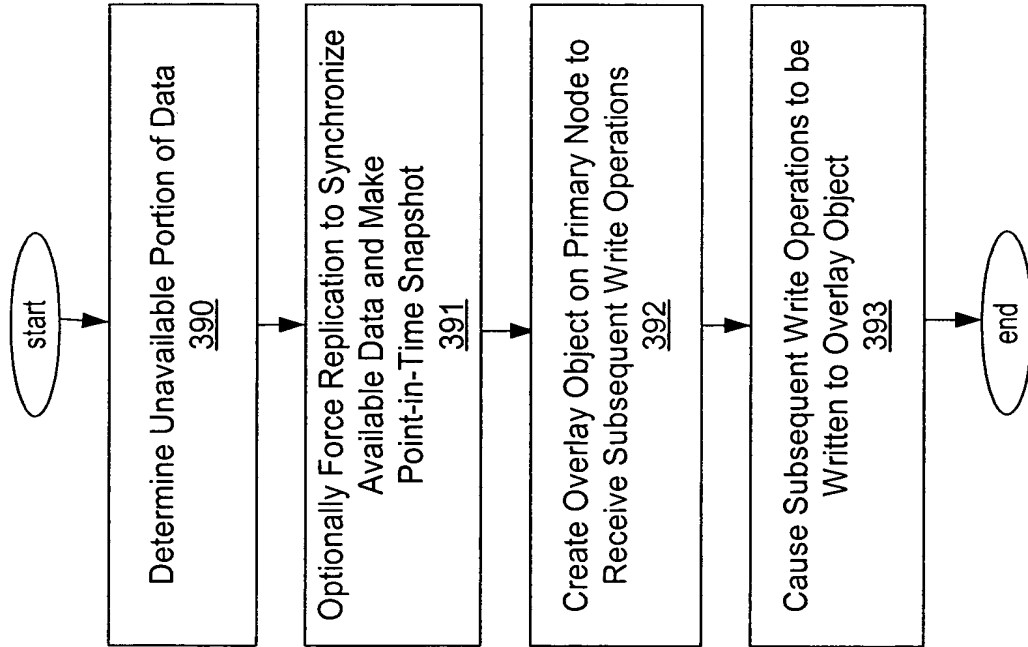 start
Determine Unavailable Portion of Data
390
Optionally Force Replication to Synchronize
Available Data and Make
Point-in-Time Snapshot
391
Create Overlay Object on Primary Node to
Receive Subsequent Write Operations
392
Cause Subsequent Write Operations to be
Written to Overlay Object
393
end